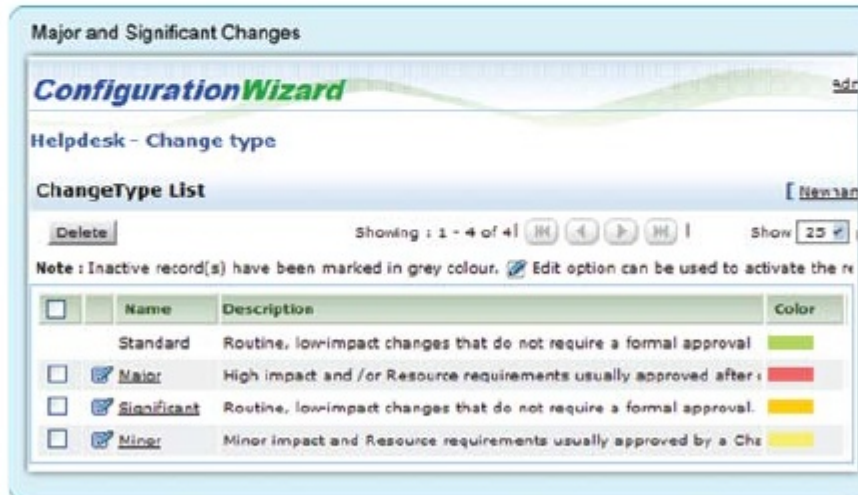 Major and Significant Changes
ConfigurationWizard
Helpdesk - Change type
ChangeType List
Delete Showing : 1 - 4 of 4 Show 25
Note : Inactive record(s) have been marked in grey colour. Edit option can be used to activate the
Name Description Color
Standard Routine, low-impact changes that do not require a formal approval
Major High impact and /or Resource requirements usually approved after
Significant Routine, low-impact changes that do not require a formal approval.
Minor Minor impact and Resource requirements usually approved by a